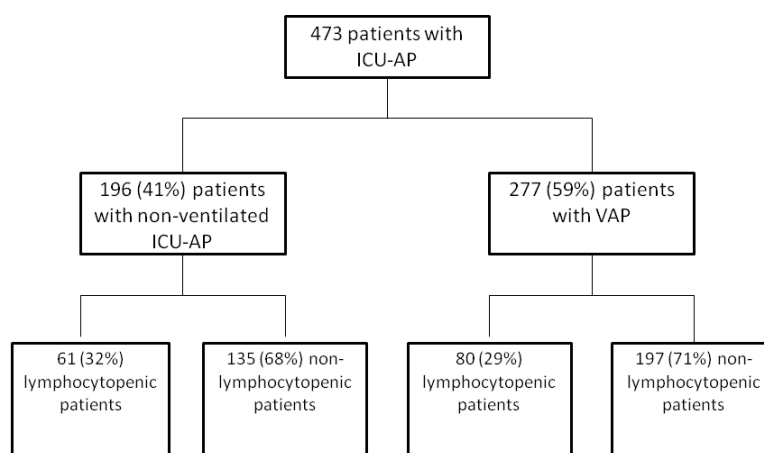 473 patients with
ICU-AP
196 (41%) patients
with non-ventilated
ICU-AP
277 (59%) patients
with VAP
61 (32%)
lymphocytopenic
patients
135 (68%) non-
lymphocytopenic
patients
80 (29%)
lymphocytopenic
patients
197 (71%) non-
lymphocytopenic
patients